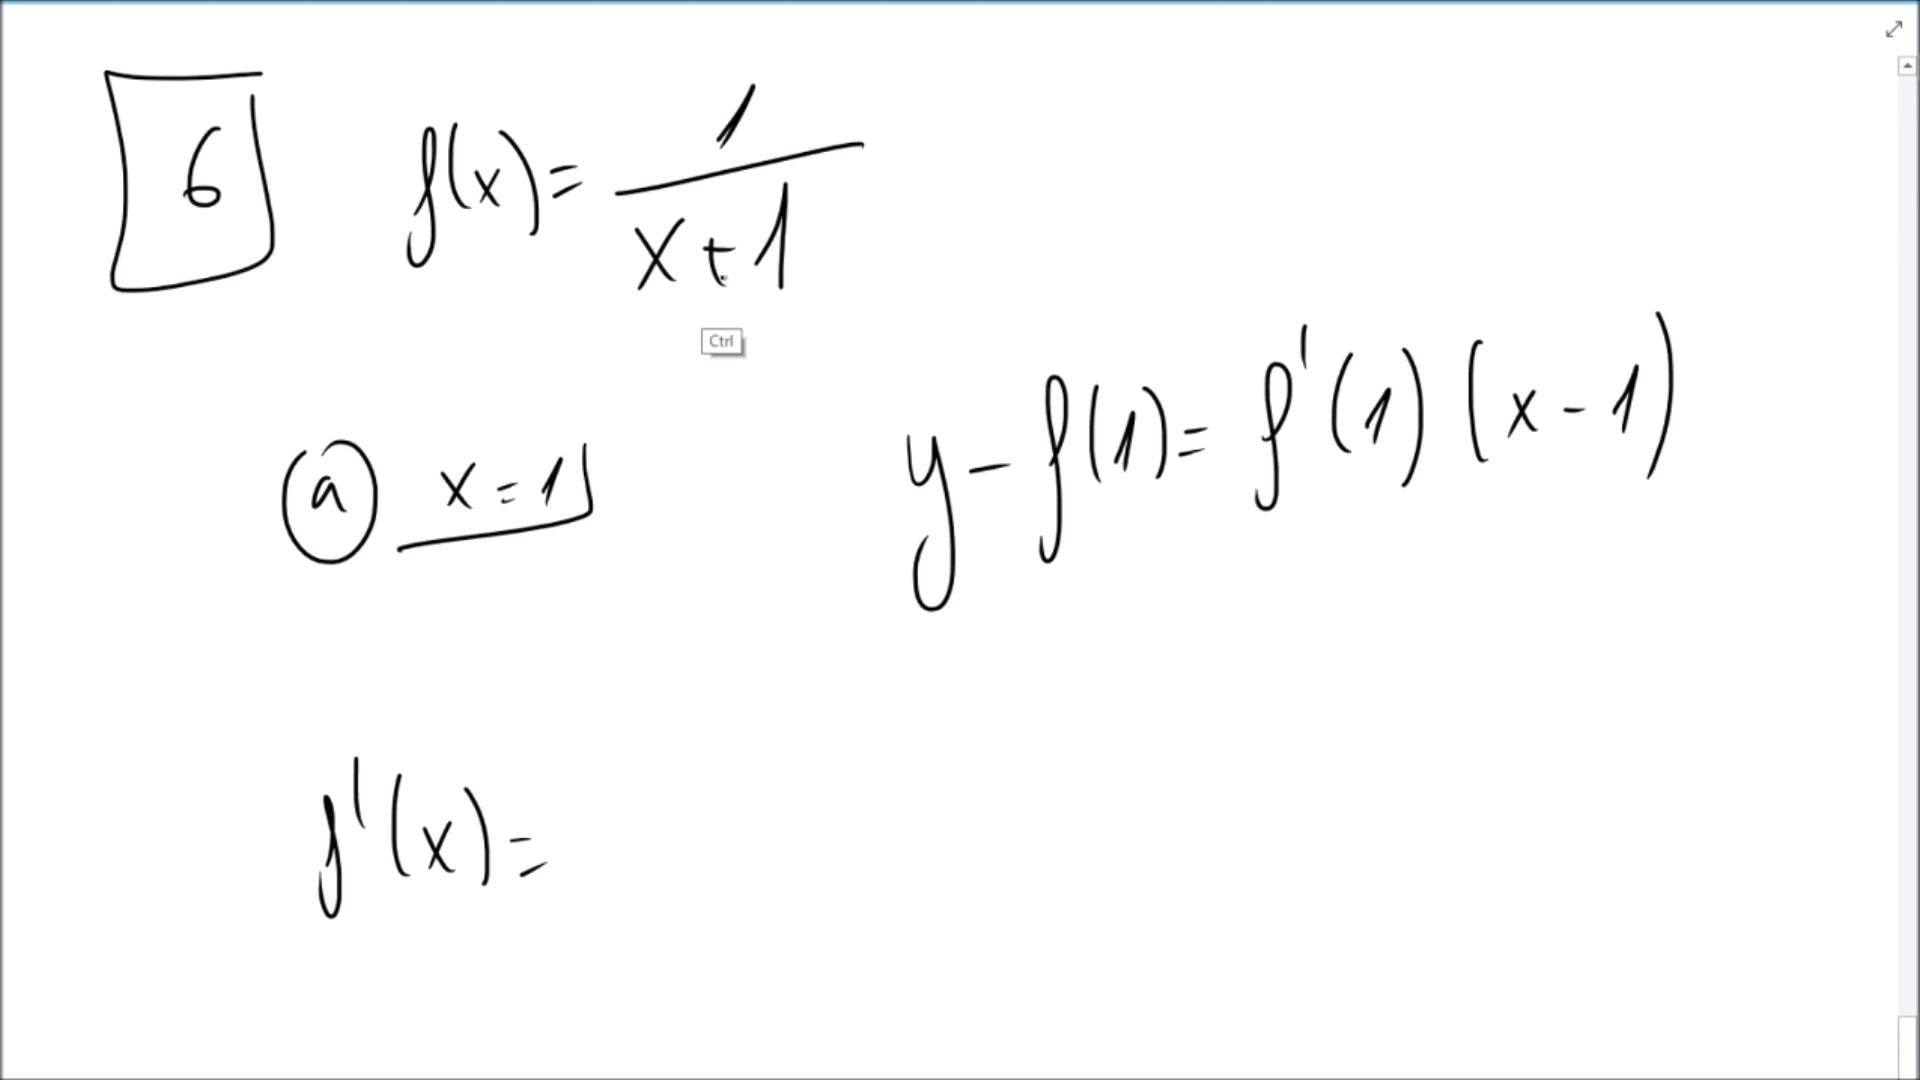 6 f(x) = 1/(x+1)
Ctrl
a x = 1
y - f(1) = f'(1) (x - 1)
f'(x) =